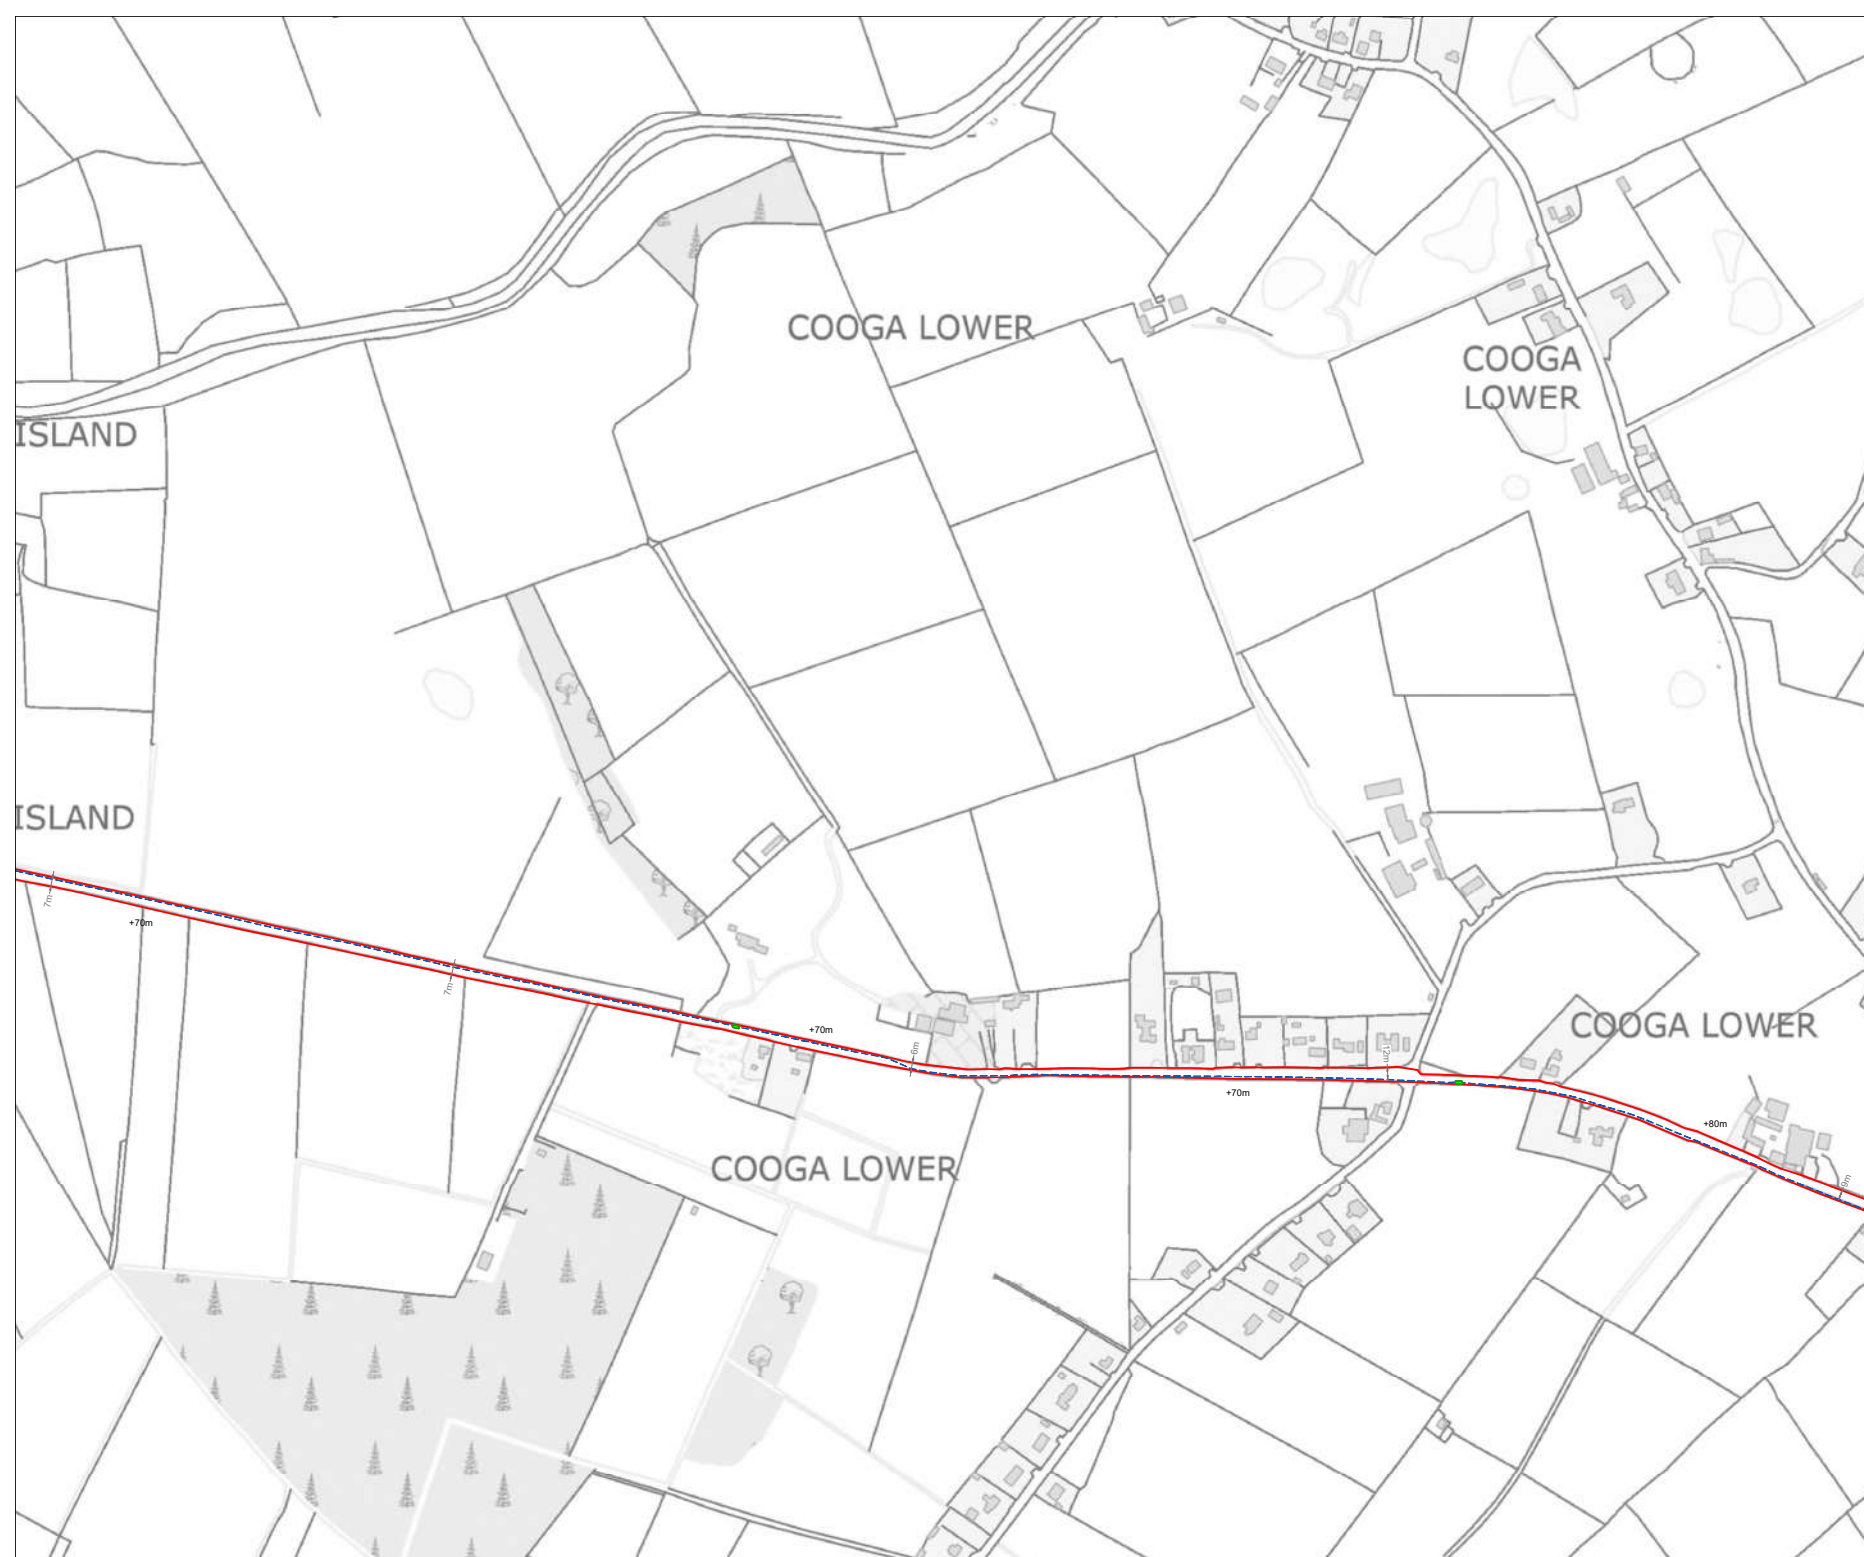 COOGA LOWER
COOGA
LOWER
ISLAND
ISLAND
7m
+70m
7m
+70m
6m
12m
COOGA LOWER
+70m
+80m
9m
COOGA LOWER